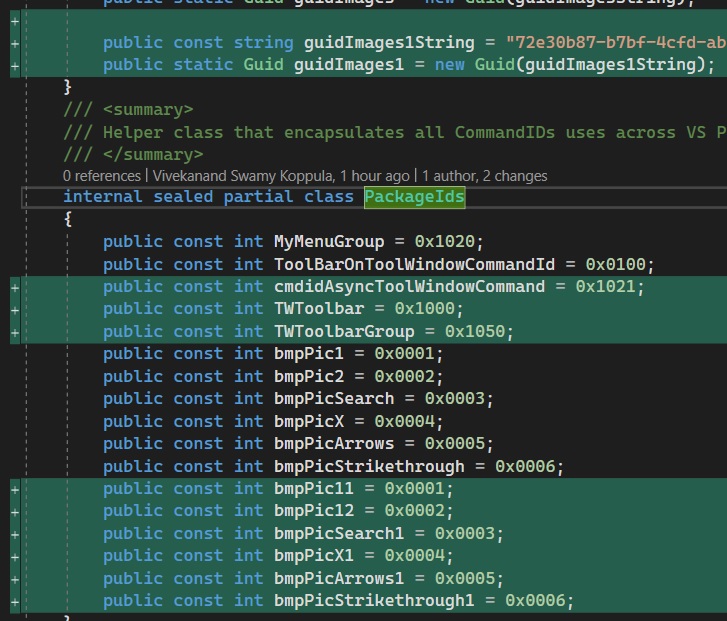 public static Guid guidImages = new Guid(guidImagesString);
+
+ public const string guidImages1String = "72e30b87-b7bf-4cfd-ab
+ public static Guid guidImages1 = new Guid(guidImages1String);
}
/// <summary>
/// Helper class that encapsulates all CommandIDs uses across VS P
/// </summary>
0 references | Vivekanand Swamy Koppula, 1 hour ago | 1 author, 2 changes
internal sealed partial class PackageIds
{
public const int MyMenuGroup = 0x1020;
public const int ToolBarOnToolWindowCommandId = 0x0100;
+ public const int cmdidAsyncToolWindowCommand = 0x1021;
+ public const int TWToolbar = 0x1000;
+ public const int TWToolbarGroup = 0x1050;
public const int bmpPic1 = 0x0001;
public const int bmpPic2 = 0x0002;
public const int bmpPicSearch = 0x0003;
public const int bmpPicX = 0x0004;
public const int bmpPicArrows = 0x0005;
public const int bmpPicStrikethrough = 0x0006;
+ public const int bmpPic11 = 0x0001;
+ public const int bmpPic12 = 0x0002;
+ public const int bmpPicSearch1 = 0x0003;
+ public const int bmpPicX1 = 0x0004;
+ public const int bmpPicArrows1 = 0x0005;
+ public const int bmpPicStrikethrough1 = 0x0006;
}